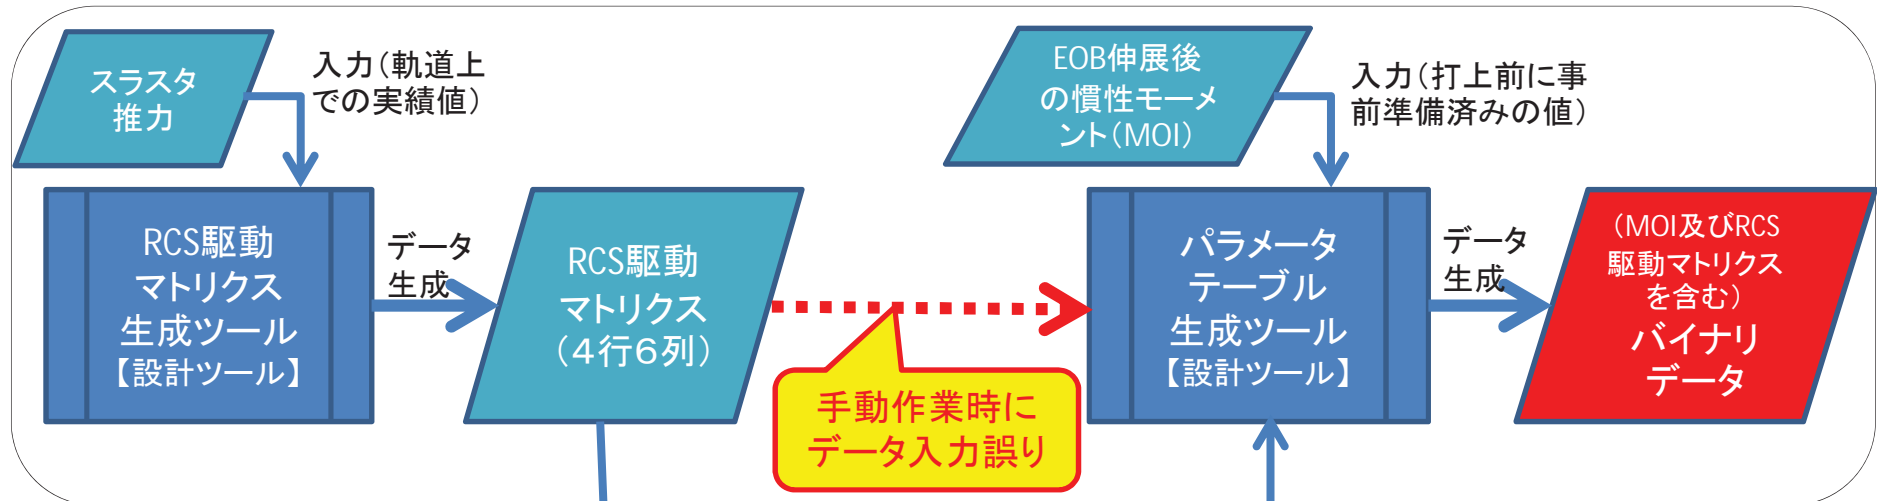 スラスタ
推力
入力（軌道上
での実績値）
EOB伸展後
の慣性モーメ
ント（MOI）
入力（打上前に事
前準備済みの値）
RCS駆動
マトリクス
生成ツール
【設計ツール】
データ
生成
RCS駆動
マトリクス
（４行６列）
手動作業時に
データ入力誤り
パラメータ
テーブル
生成ツール
【設計ツール】
データ
生成
（MOI及びRCS
駆動マトリクス
を含む）
バイナリ
データ